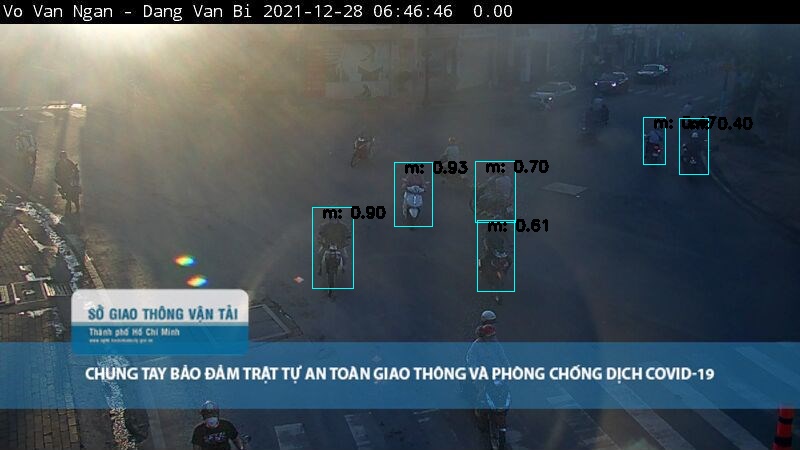 Vo Van Ngan - Dang Van Bi 2021-12-28 06:46:46 0.00
m: 0.40
m: 0.93
m: 0.70
m: 0.90
m: 0.61
SỞ GIAO THÔNG VẬN TẢI
Thành phố Hồ Chí Minh
CHUNG TAY BẢO ĐẢM TRẬT TỰ AN TOÀN GIAO THÔNG VÀ PHÒNG CHỐNG DỊCH COVID-19